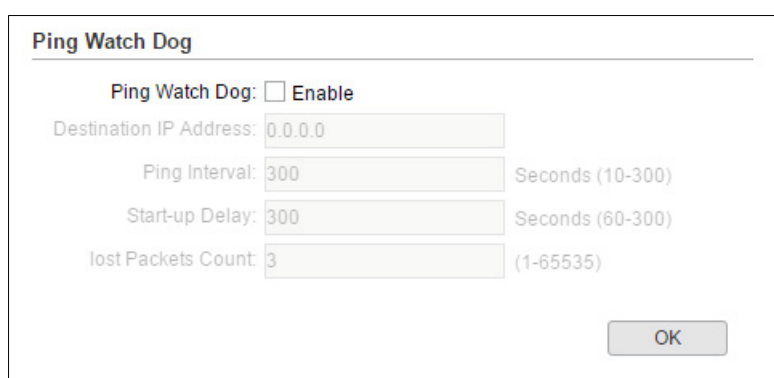 Ping Watch Dog
Ping Watch Dog: Enable
Destination IP Address: 0.0.0.0
Ping Interval: 300 Seconds (10-300)
Start-up Delay: 300 Seconds (60-300)
lost Packets Count: 3 (1-65535)
OK